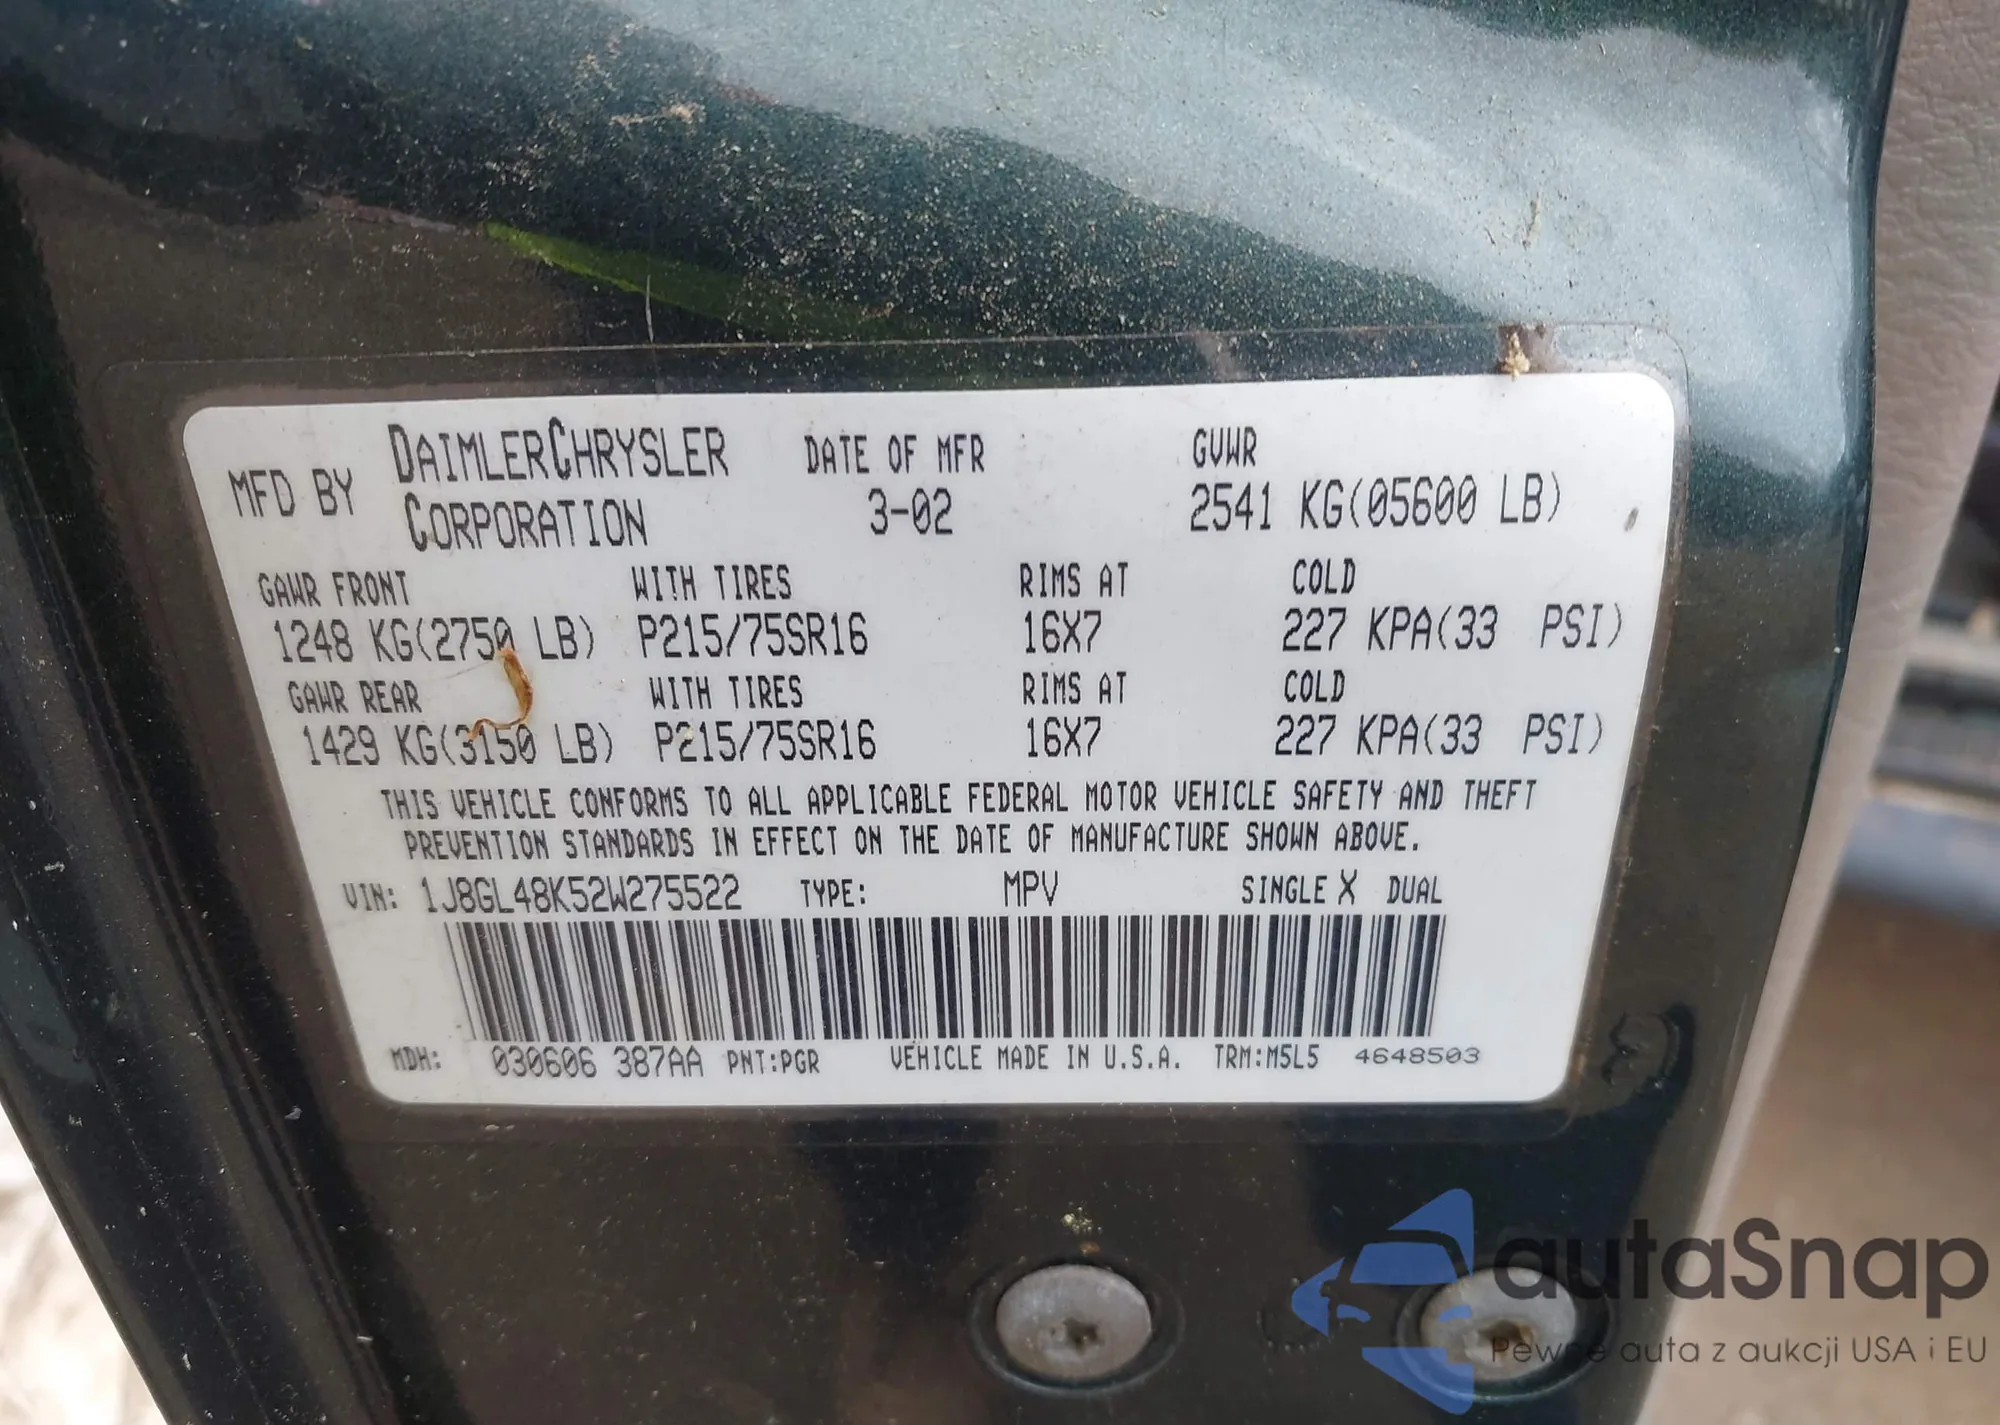 MFD BY DAIMLERCHRYSLER CORPORATION DATE OF MFR 3-02 GVWR 2541 KG(05600 LB)
GAWR FRONT WITH TIRES RIMS AT COLD
1248 KG(2750 LB) P215/75SR16 16X7 227 KPA(33 PSI)
GAWR REAR WITH TIRES RIMS AT COLD
1429 KG(3150 LB) P215/75SR16 16X7 227 KPA(33 PSI)
THIS VEHICLE CONFORMS TO ALL APPLICABLE FEDERAL MOTOR VEHICLE SAFETY AND THEFT
PREVENTION STANDARDS IN EFFECT ON THE DATE OF MANUFACTURE SHOWN ABOVE.
VIN: 1J8GL48K52W275522 TYPE: MPV SINGLE X DUAL
MDH: 030606 387AA PNT:PGR VEHICLE MADE IN U.S.A. TRM:M5L5 4648503
autaSnap
Pewne auta z aukcji USA i EU